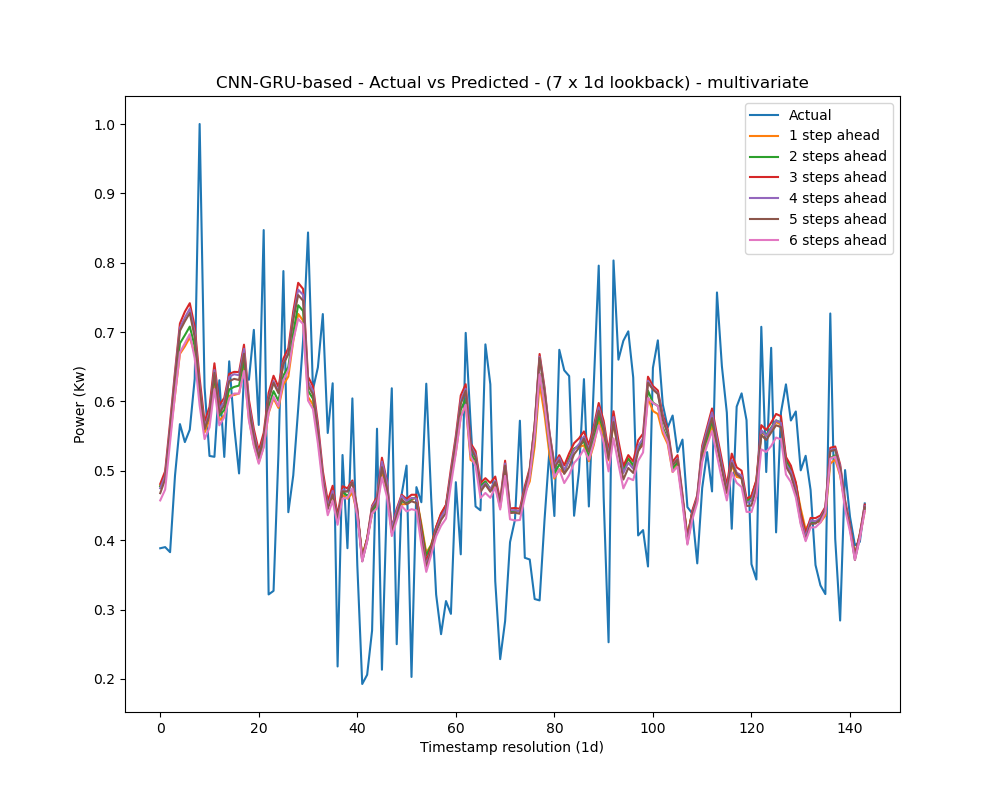 CNN-GRU-based - Actual vs Predicted - (7 x 1d lookback) - multivariate
Actual
1 step ahead
2 steps ahead
3 steps ahead
4 steps ahead
5 steps ahead
6 steps ahead
1.0
0.9
0.8
0.7
0.6
0.5
0.4
0.3
0.2
Power (Kw)
0 20 40 60 80 100 120 140
Timestamp resolution (1d)